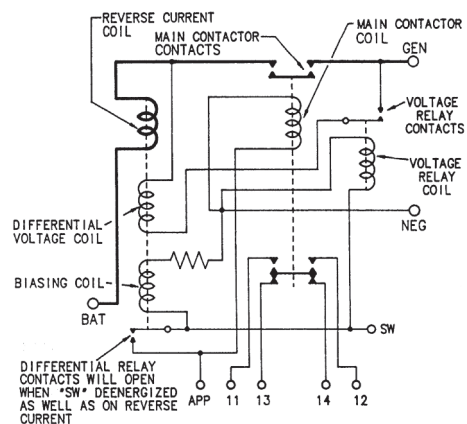 REVERSE CURRENT
COIL
MAIN CONTACTOR
CONTACTS
MAIN CONTACTOR
COIL
GEN
VOLTAGE
RELAY
CONTACTS
VOLTAGE
RELAY
COIL
DIFFERENTIAL
VOLTAGE COIL
NEG
BIASING COIL
BAT
SW
DIFFERENTIAL RELAY
CONTACTS WILL OPEN
WHEN "SW" DEENERGIZED
AS WELL AS ON REVERSE
CURRENT
APP
11
13
14
12